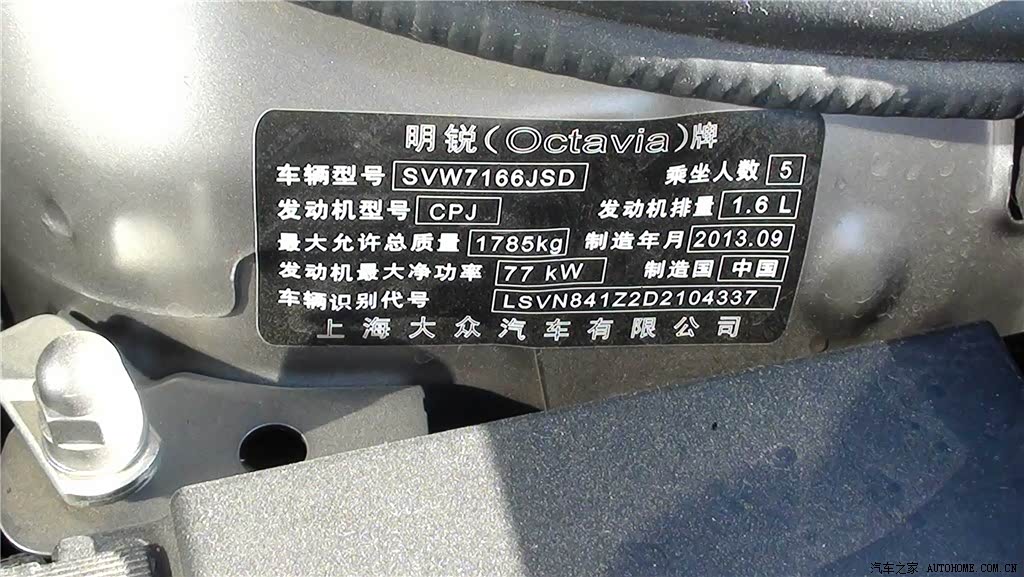 明锐(Octavia)牌
车辆型号 SVW7166JSD 乘坐人数 5
发动机型号 CPJ 发动机排量 1.6 L
最大允许总质量 1785kg 制造年月 2013.09
发动机最大净功率 77 kW 制造国 中国
车辆识别代号 LSVN841Z2D2104337
上海大众汽车有限公司
汽车之家 AUTOHOME.COM.CN